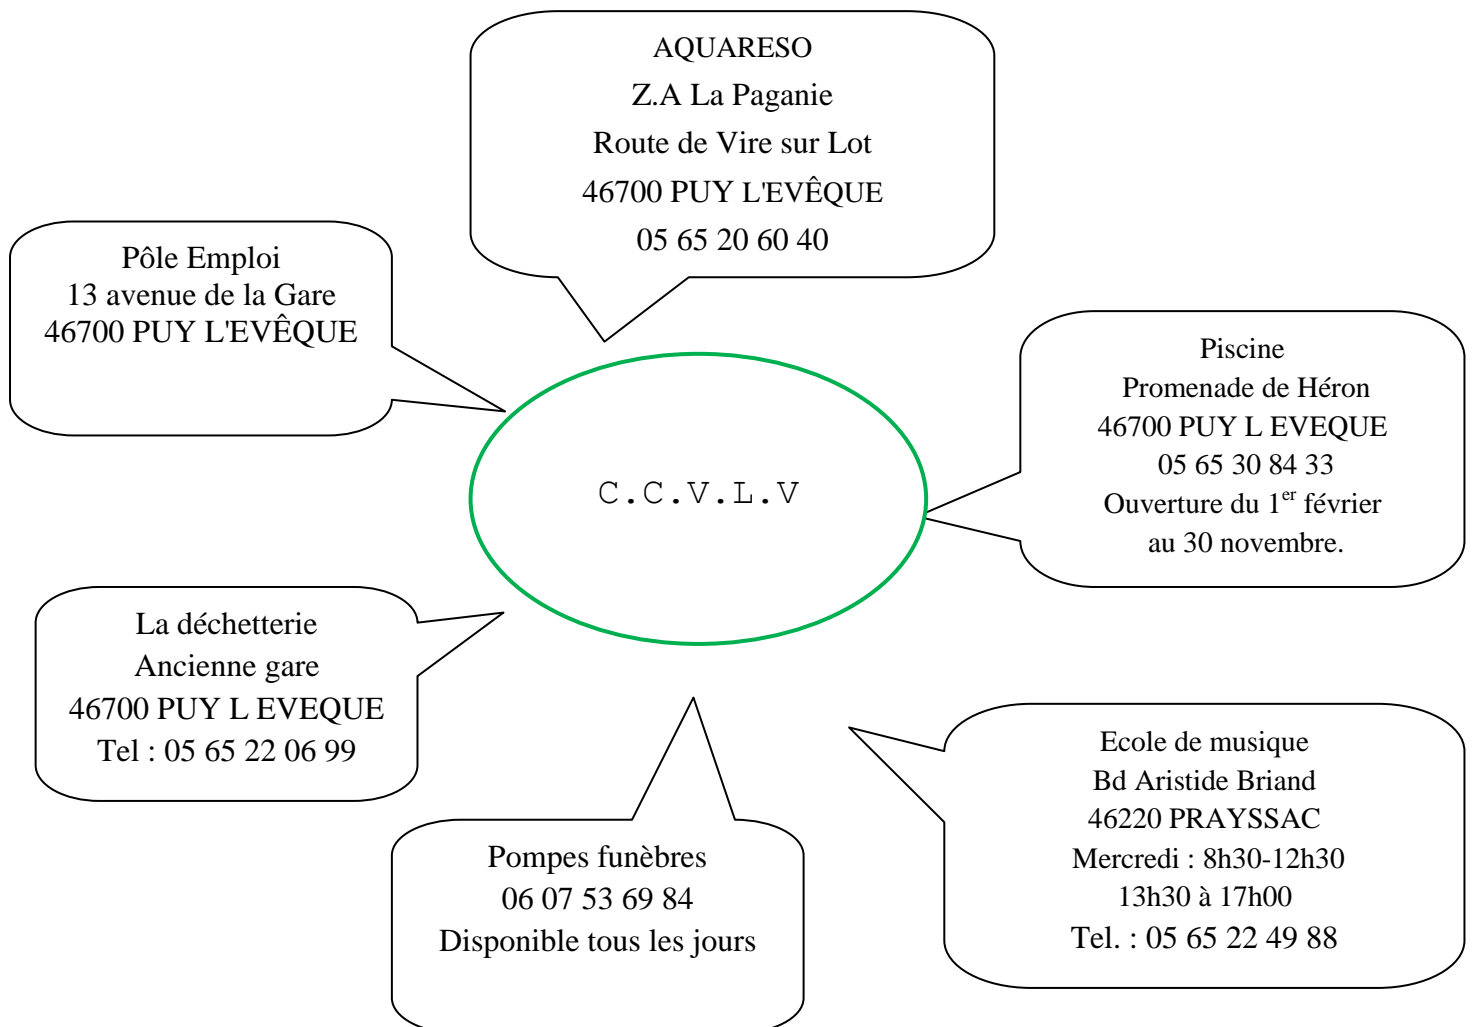 AQUARESO
Z.A La Paganie
Route de Vire sur Lot
46700 PUY L'EVÊQUE
05 65 20 60 40
Pôle Emploi
13 avenue de la Gare
46700 PUY L'EVÊQUE
Piscine
Promenade de Héron
46700 PUY L EVEQUE
05 65 30 84 33
Ouverture du 1er février
au 30 novembre.
C.C.V.L.V
La déchetterie
Ancienne gare
46700 PUY L EVEQUE
Tel : 05 65 22 06 99
Ecole de musique
Bd Aristide Briand
46220 PRAYSSAC
Mercredi : 8h30-12h30
13h30 à 17h00
Tel. : 05 65 22 49 88
Pompes funèbres
06 07 53 69 84
Disponible tous les jours